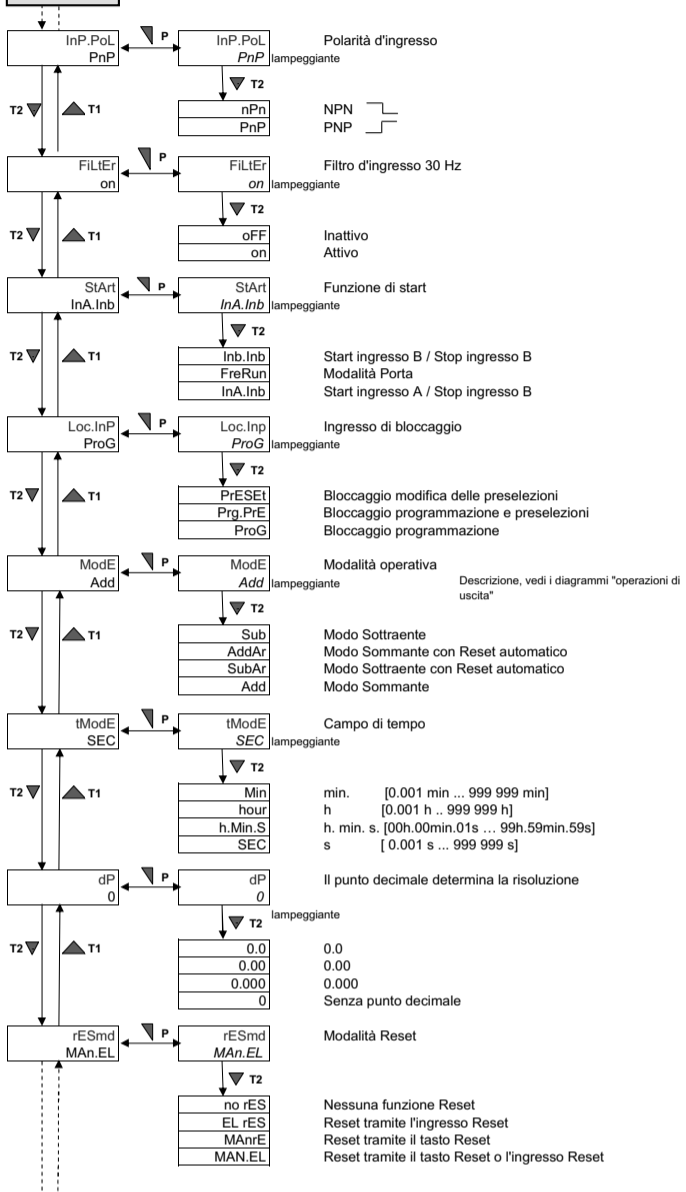 InP.PoL P InP.PoL Polarità d'ingresso
PnP PnP lampeggiante
T2
T2 T1 nPn NPN
PnP PNP
FiLtEr P FiLtEr Filtro d'ingresso 30 Hz
on on lampeggiante
T2
T2 T1 oFF Inattivo
on Attivo
StArt P StArt Funzione di start
InA.Inb InA.Inb lampeggiante
T2
T2 T1 Inb.Inb Start ingresso B / Stop ingresso B
FreRun Modalità Porta
InA.Inb Start ingresso A / Stop ingresso B
Loc.InP P Loc.Inp Ingresso di bloccaggio
ProG ProG lampeggiante
T2
T2 T1 PrESEt Bloccaggio modifica delle preselezioni
Prg.PrE Bloccaggio programmazione e preselezioni
ProG Bloccaggio programmazione
ModE P ModE Modalità operativa
Add Add lampeggiante Descrizione, vedi i diagrammi "operazioni di
uscita"
T2
T2 T1 Sub Modo Sottraente
AddAr Modo Sommante con Reset automatico
SubAr Modo Sottraente con Reset automatico
Add Modo Sommante
tModE P tModE Campo di tempo
SEC SEC lampeggiante
T2
T2 T1 Min min. [0.001 min ... 999 999 min]
hour h [0.001 h .. 999 999 h]
h.Min.S h. min. s. [00h.00min.01s … 99h.59min.59s]
SEC s [ 0.001 s ... 999 999 s]
dP P dP Il punto decimale determina la risoluzione
0 0
lampeggiante
T2
T2 T1 0.0 0.0
0.00 0.00
0.000 0.000
0 Senza punto decimale
rESmd P rESmd Modalità Reset
MAn.EL MAn.EL
T2
no rES Nessuna funzione Reset
EL rES Reset tramite l'ingresso Reset
MAnrE Reset tramite il tasto Reset
MAN.EL Reset tramite il tasto Reset o l'ingresso Reset